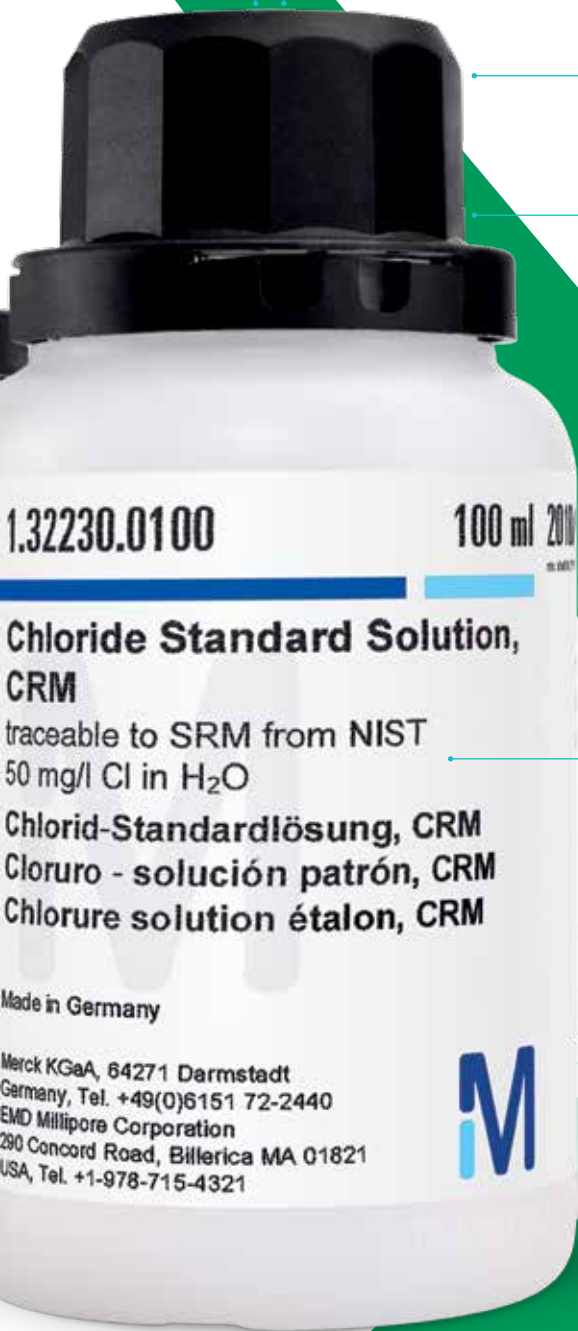 1.32230.0100 100 ml
Chloride Standard Solution,
CRM
traceable to SRM from NIST
50 mg/l Cl in H₂O
Chlorid-Standardlösung, CRM
Cloruro - solución patrón, CRM
Chlorure solution étalon, CRM
Made in Germany
Merck KGaA, 64271 Darmstadt
Germany, Tel. +49(0)6151 72-2440
EMD Millipore Corporation
290 Concord Road, Billerica MA 01821
USA, Tel. +1-978-715-4321
M